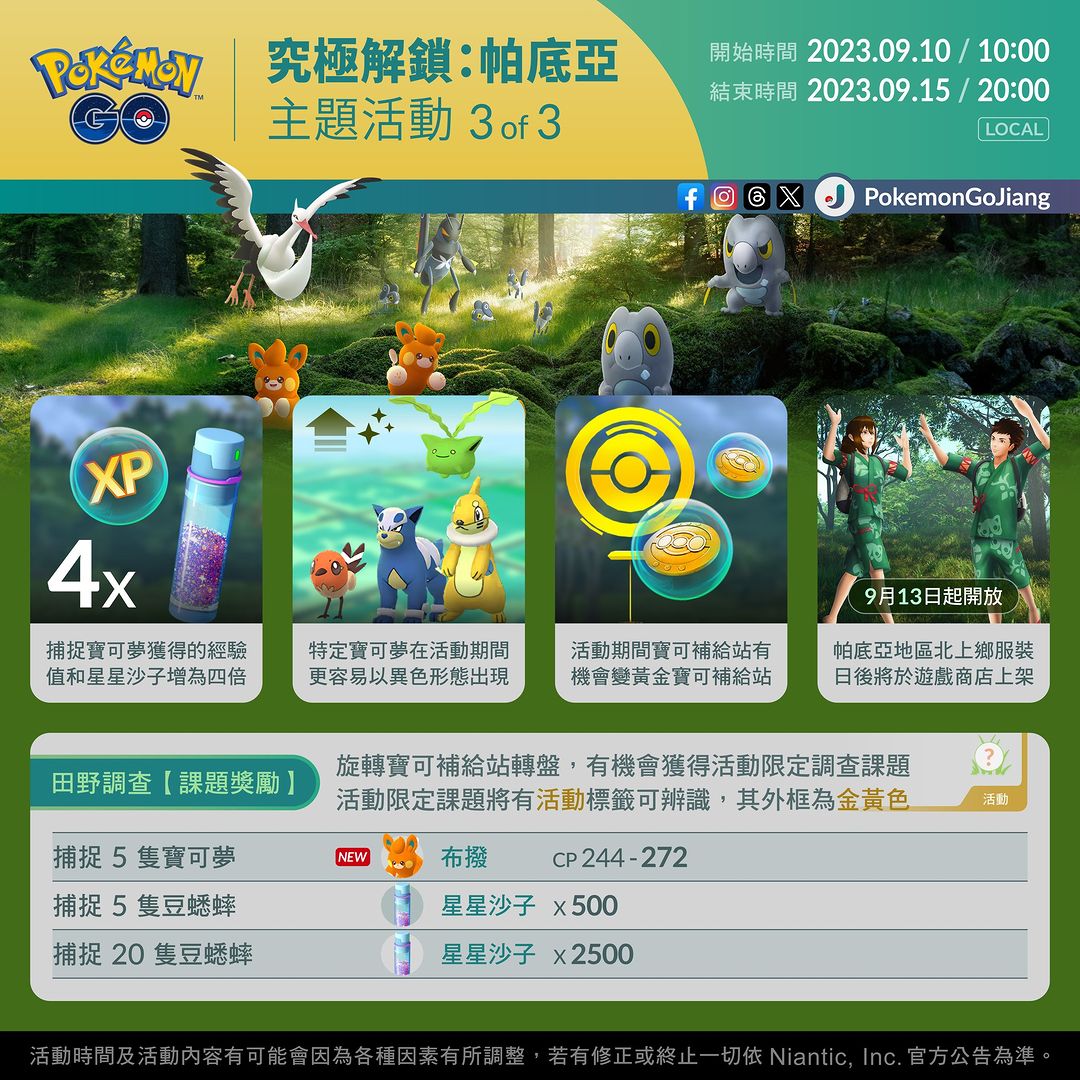 POKÉMON
GO
TM
究極解鎖：帕底亞
主題活動 3 of 3
開始時間 2023.09.10 / 10:00
結束時間 2023.09.15 / 20:00
LOCAL
PokemonGoJiang
XP
4x
捕捉寶可夢獲得的經驗
值和星星沙子增為四倍
特定寶可夢在活動期間
更容易以異色形態出現
活動期間寶可補給站有
機會變黃金寶可補給站
9月13日起開放
帕底亞地區北上鄉服裝
日後將於遊戲商店上架
田野調查【課題獎勵】
旋轉寶可補給站轉盤，有機會獲得活動限定調查課題
活動限定課題將有活動標籤可辨識，其外框為金黃色
?
活動
捕捉 5 隻寶可夢 NEW 布撥 CP 244 - 272
捕捉 5 隻豆蟋蟀 星星沙子 x 500
捕捉 20 隻豆蟋蟀 星星沙子 x 2500
活動時間及活動內容有可能會因為各種因素有所調整，若有修正或終止一切依 Niantic, Inc. 官方公告為準。